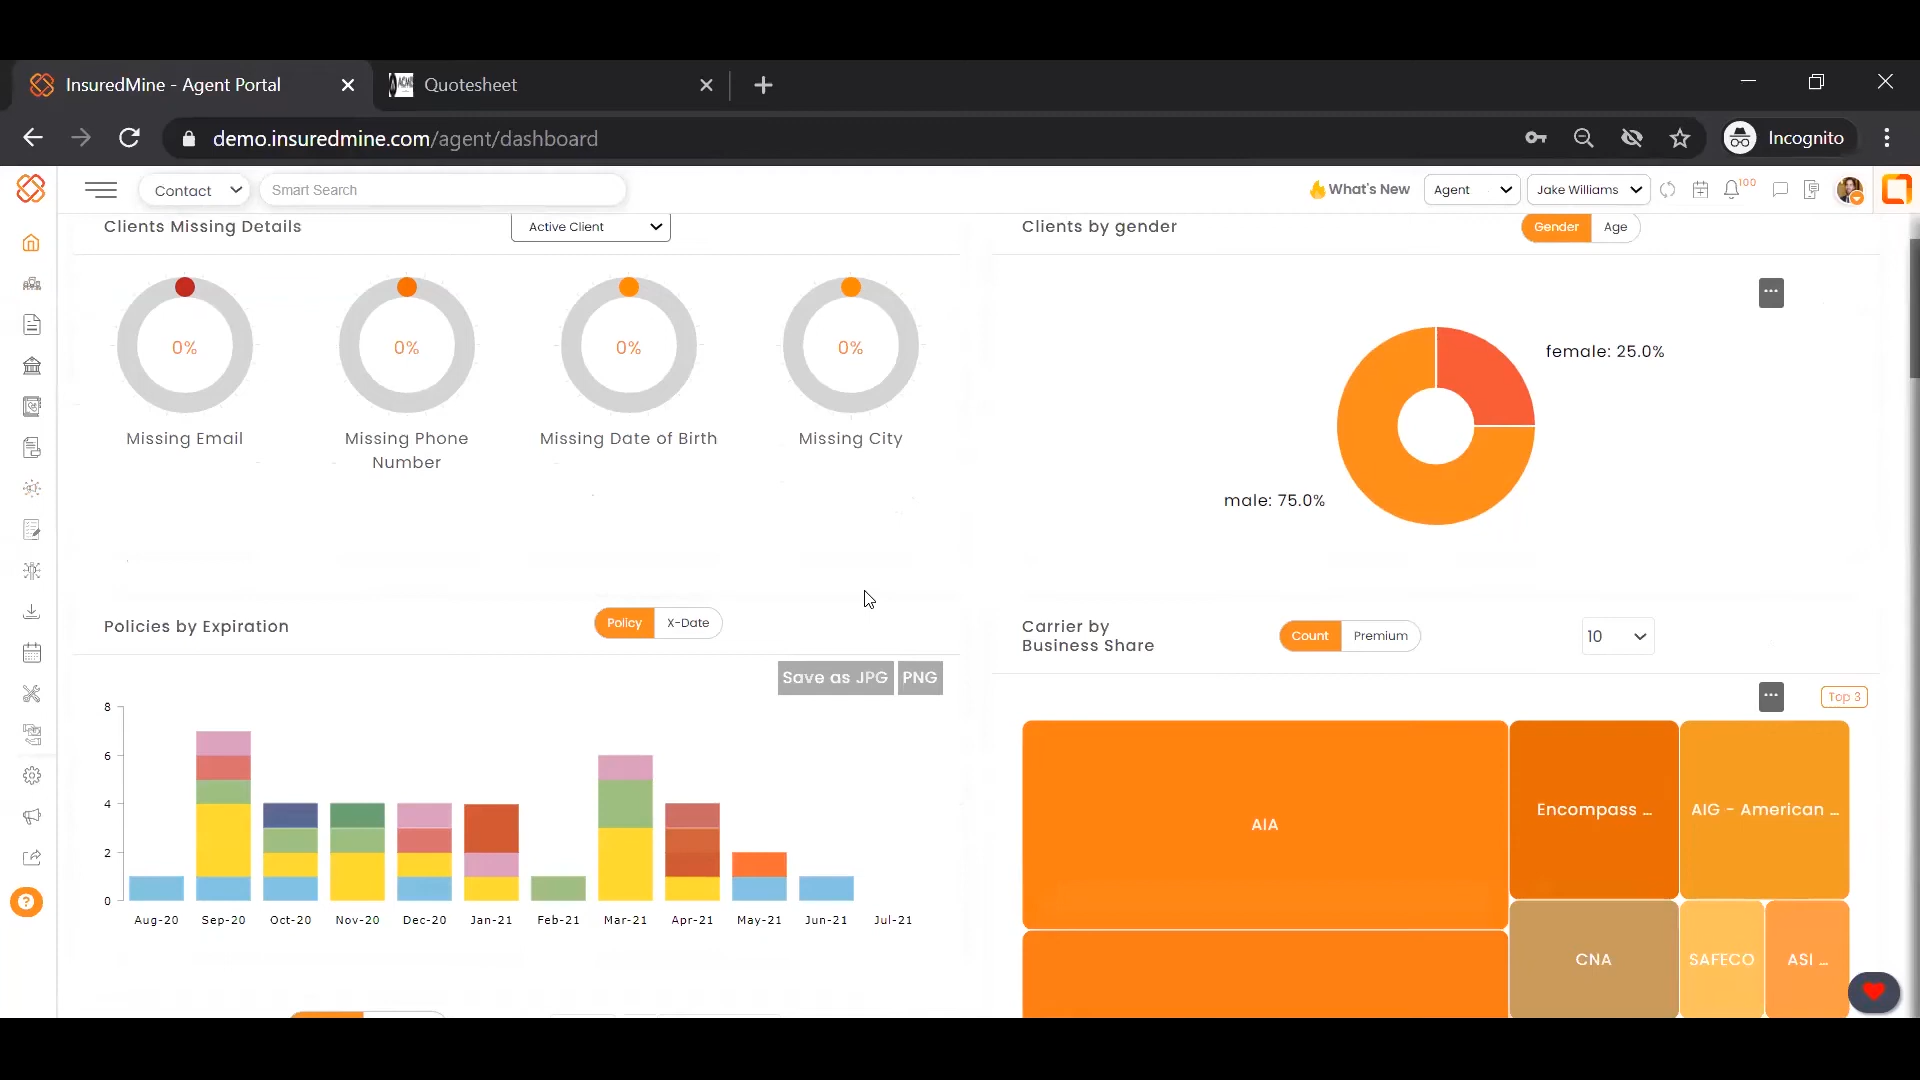 InsuredMine - Agent Portal
Quotesheet
demo.insuredmine.com/agent/dashboard
Incognito
Contact
Smart Search
What's New
Agent
Jake Williams
100
Clients Missing Details
Active Client
Clients by gender
Gender
Age
0%
0%
0%
0%
Missing Email
Missing Phone
Number
Missing Date of Birth
Missing City
female: 25.0%
male: 75.0%
Policies by Expiration
Policy
X-Date
Carrier by
Business Share
Count
Premium
10
Save as JPG
PNG
Top 3
8
6
4
2
0
Aug-20
Sep-20
Oct-20
Nov-20
Dec-20
Jan-21
Feb-21
Mar-21
Apr-21
May-21
Jun-21
Jul-21
AIA
Encompass ...
AIG - American ...
CNA
SAFECO
ASI ...